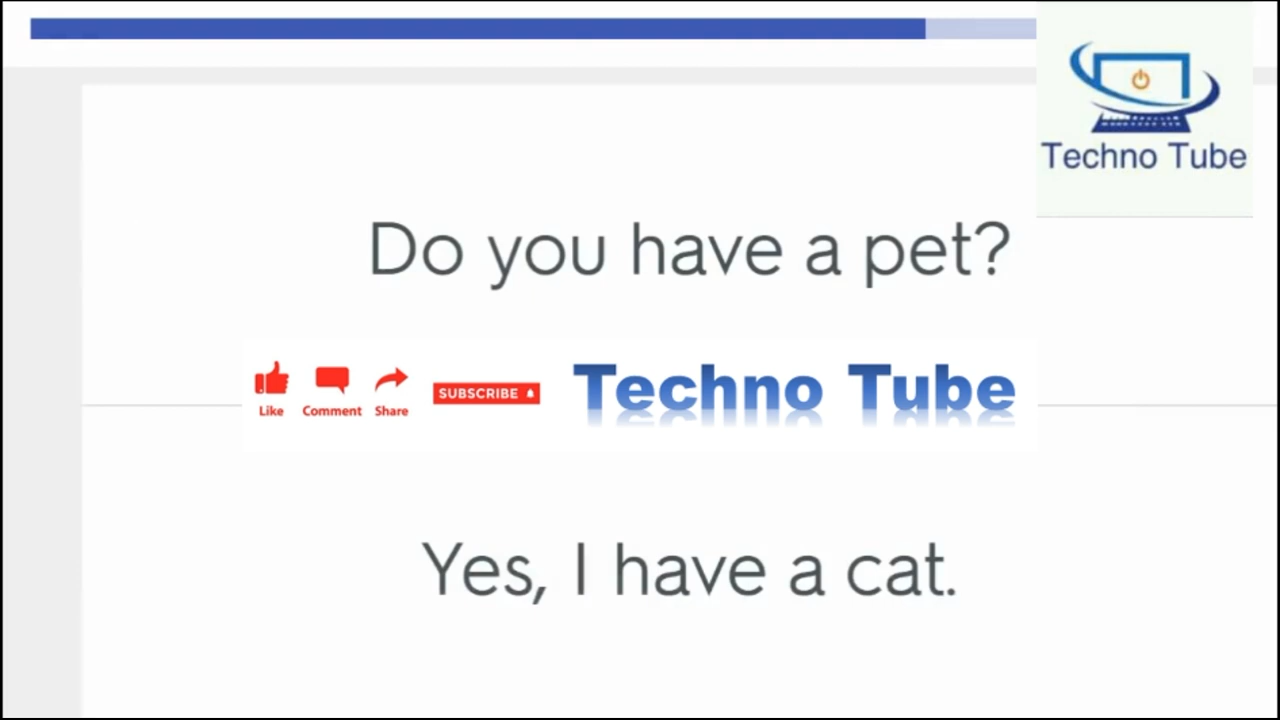 Techno Tube
Do you have a pet?
Like Comment Share SUBSCRIBE Techno Tube
Yes, I have a cat.